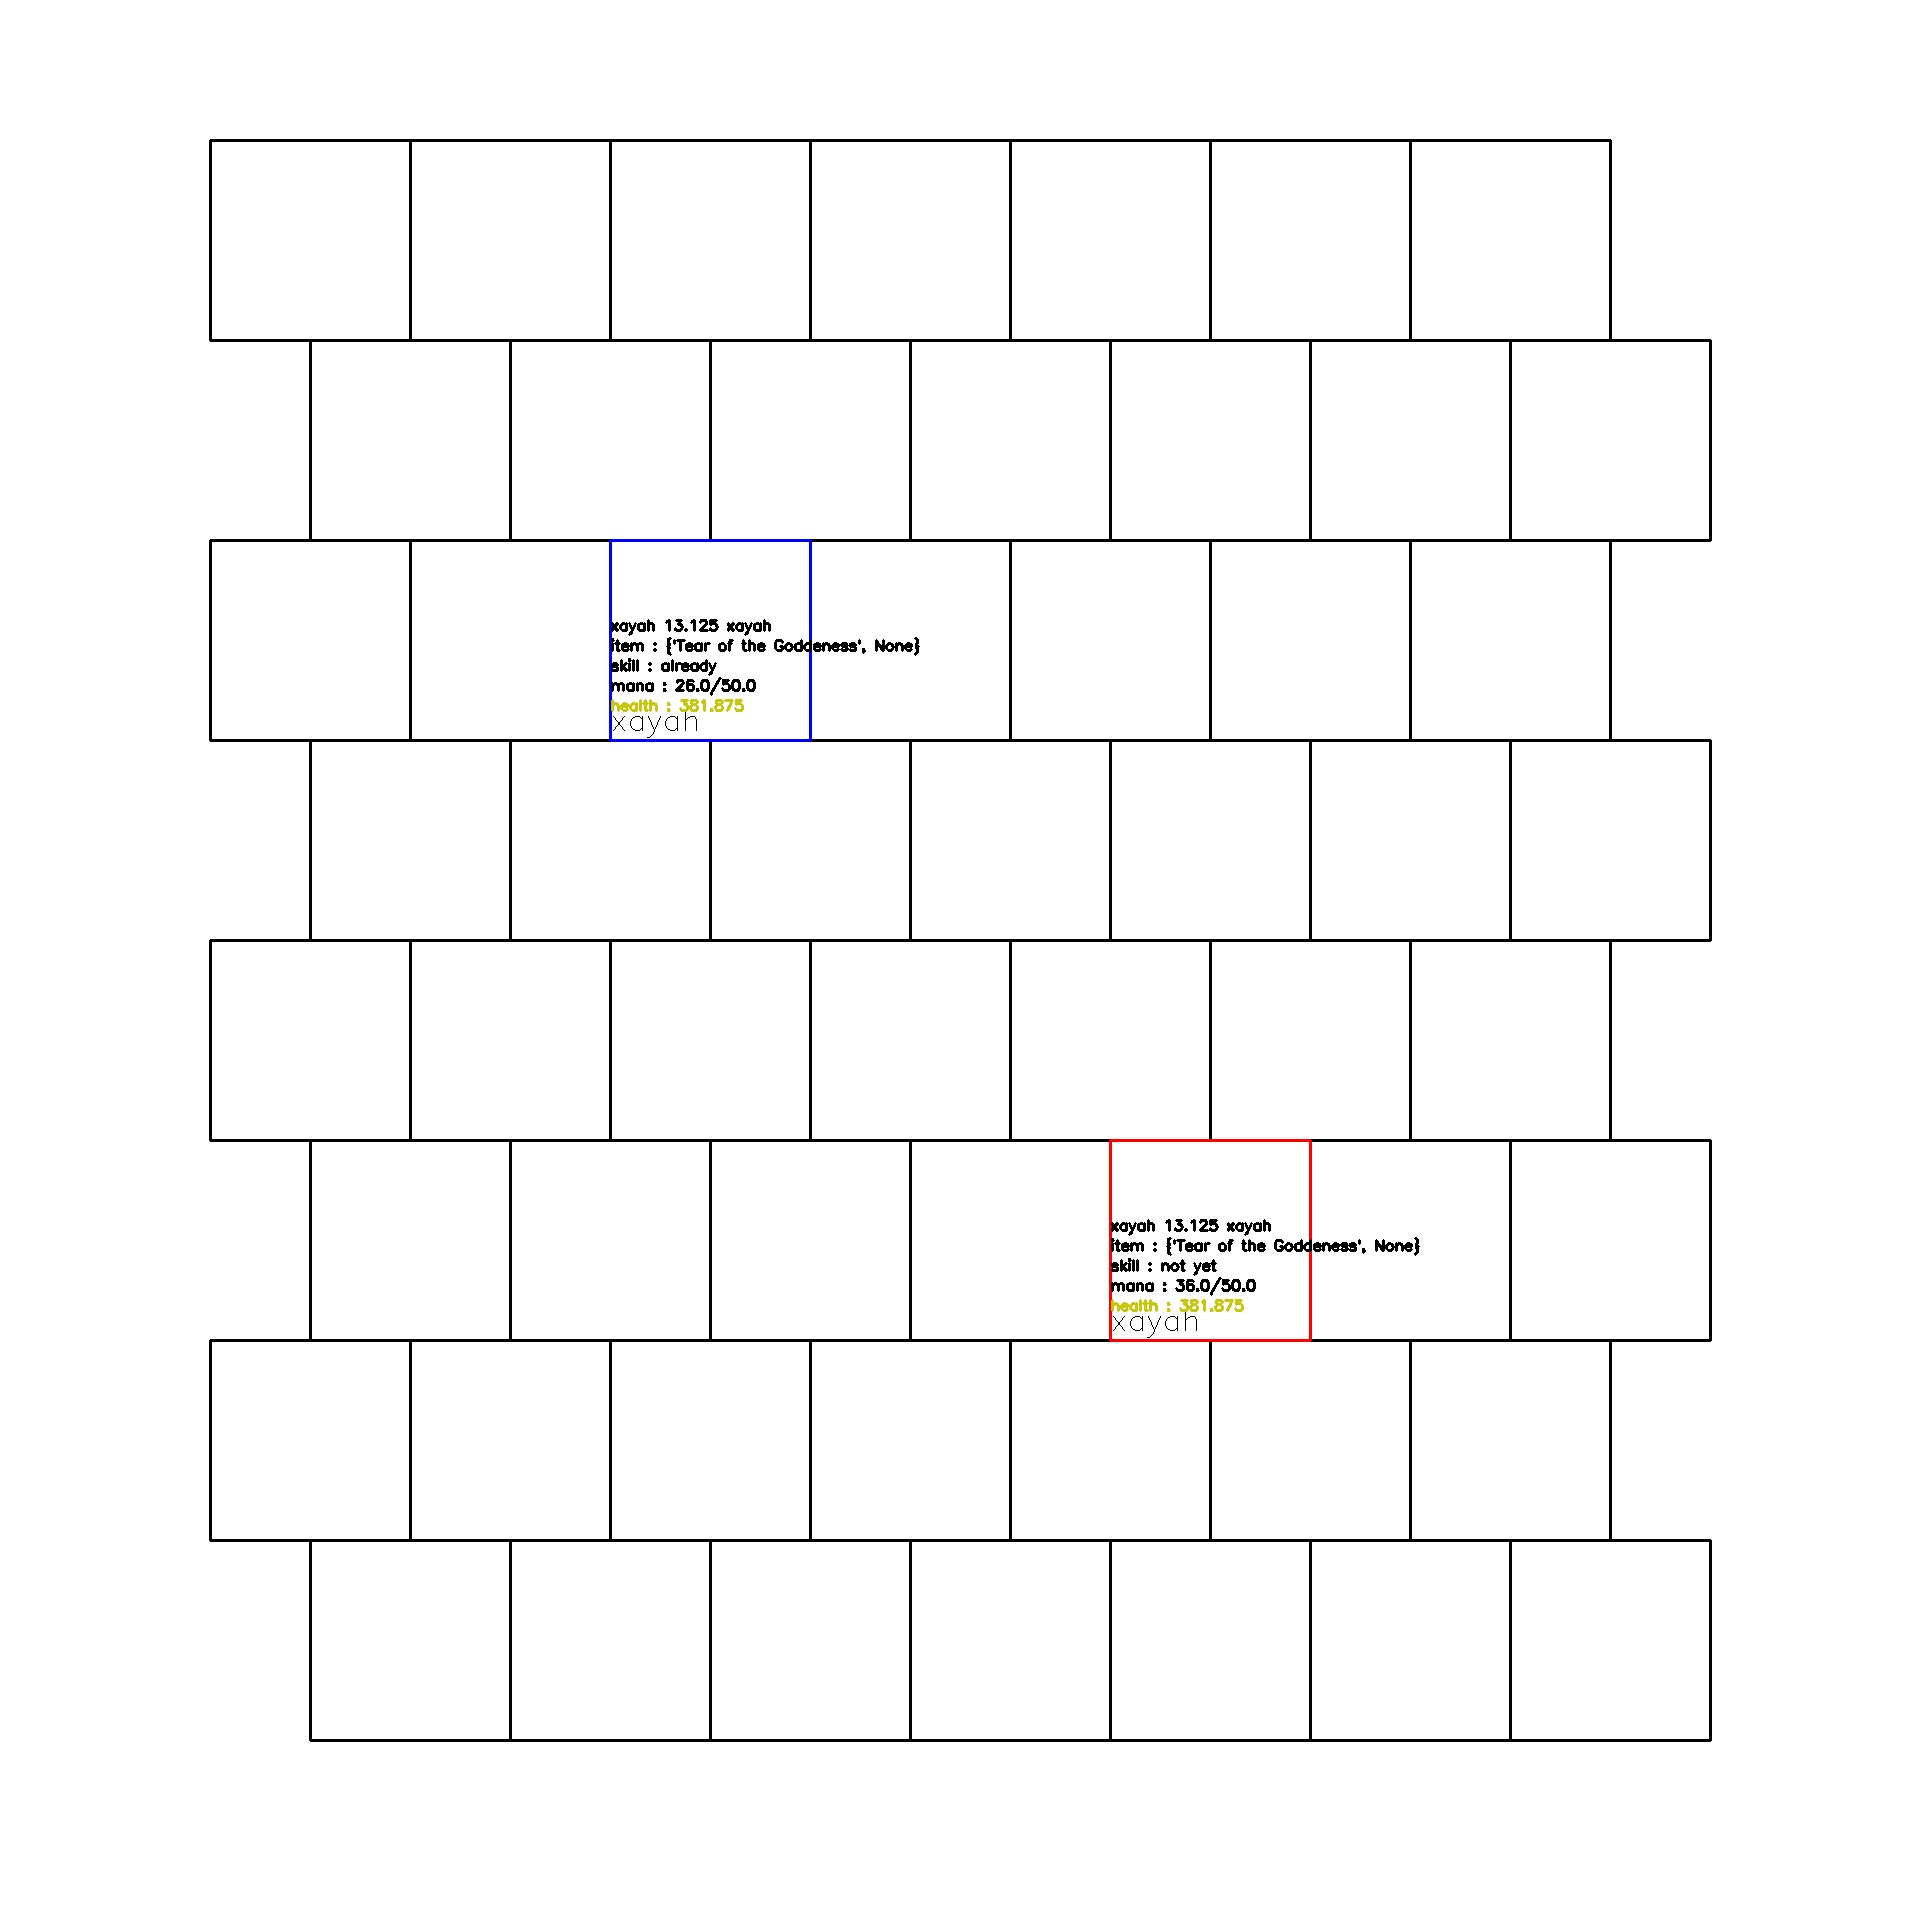 xayah 13.125 xayah
item : {'Tear of the Goddeness', None}
skill : already
mana : 26.0/50.0
health : 381.875
xayah
xayah 13.125 xayah
item : {'Tear of the Goddeness', None}
skill : not yet
mana : 36.0/50.0
health : 381.875
xayah